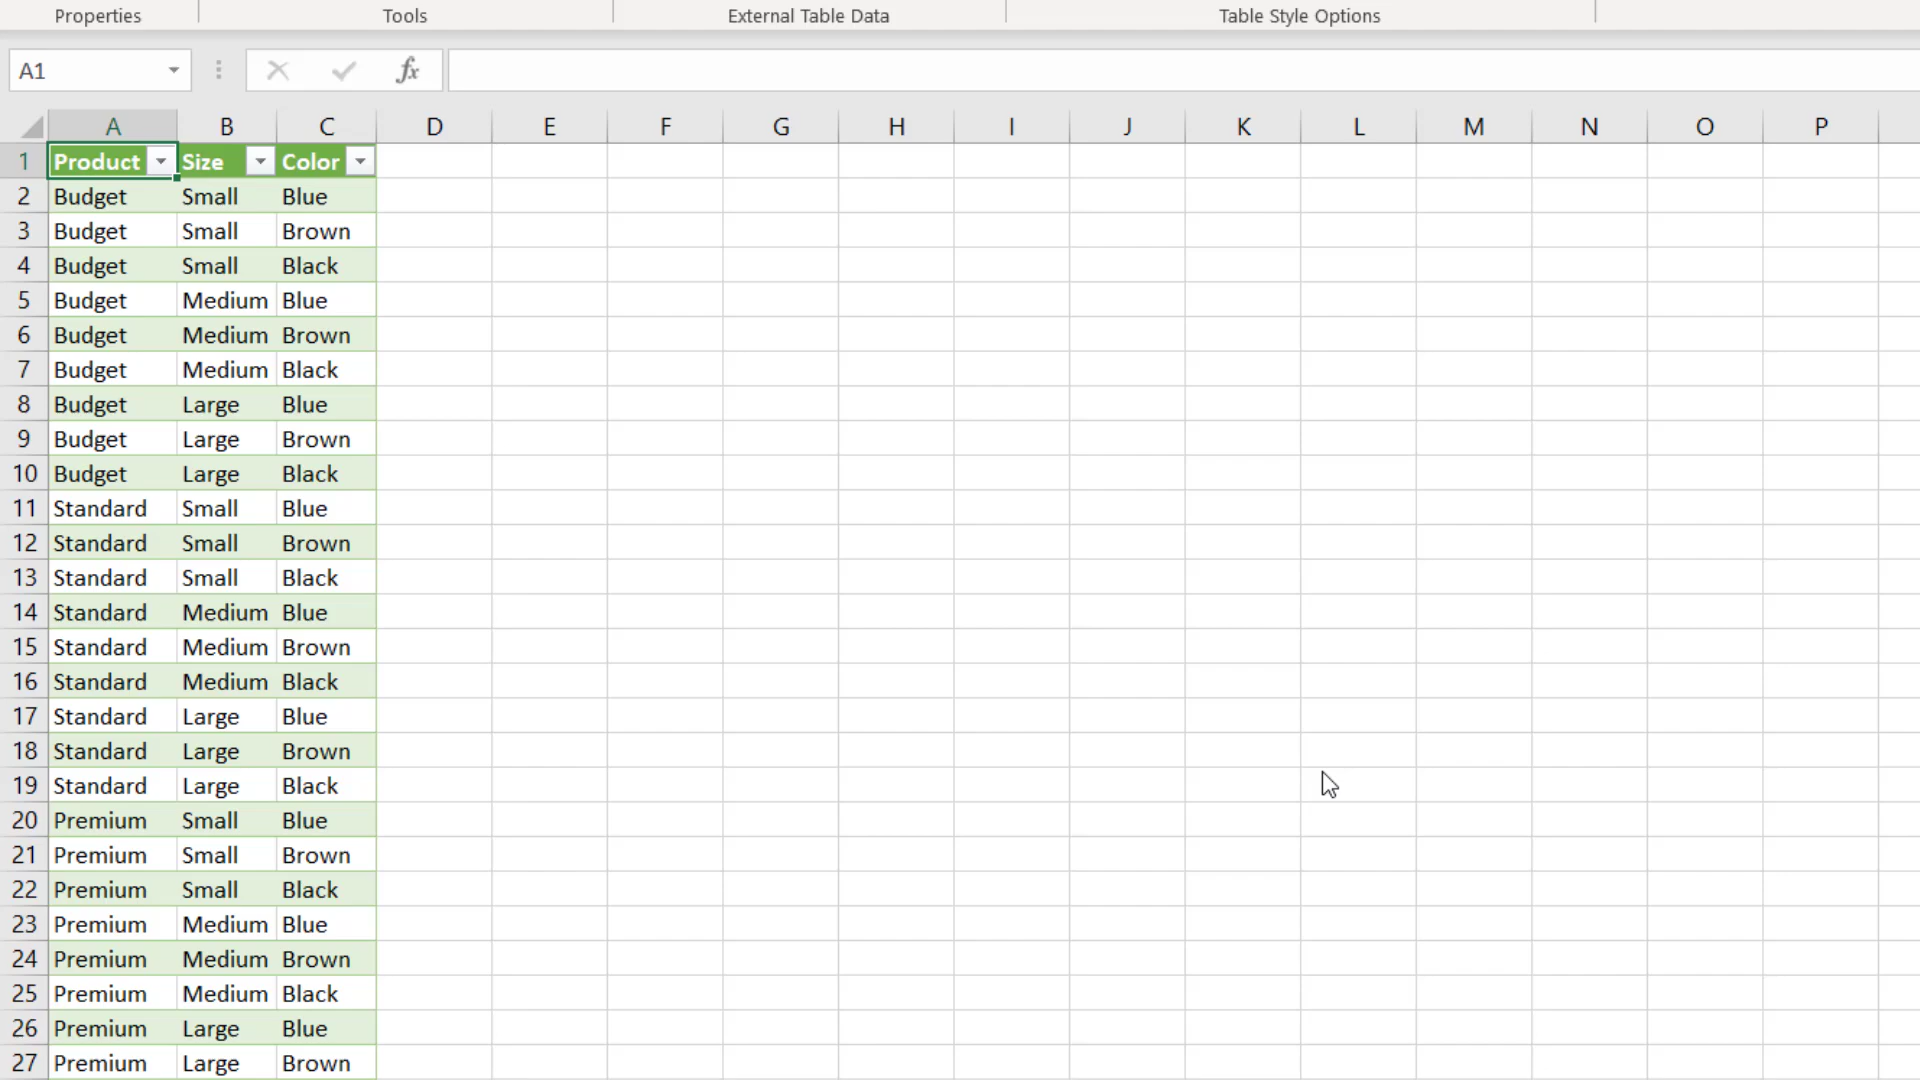 Properties Tools External Table Data Table Style Options
A1 fx
A B C D E F G H I J K L M N O P
1 Product Size Color
2 Budget Small Blue
3 Budget Small Brown
4 Budget Small Black
5 Budget Medium Blue
6 Budget Medium Brown
7 Budget Medium Black
8 Budget Large Blue
9 Budget Large Brown
10 Budget Large Black
11 Standard Small Blue
12 Standard Small Brown
13 Standard Small Black
14 Standard Medium Blue
15 Standard Medium Brown
16 Standard Medium Black
17 Standard Large Blue
18 Standard Large Brown
19 Standard Large Black
20 Premium Small Blue
21 Premium Small Brown
22 Premium Small Black
23 Premium Medium Blue
24 Premium Medium Brown
25 Premium Medium Black
26 Premium Large Blue
27 Premium Large Brown